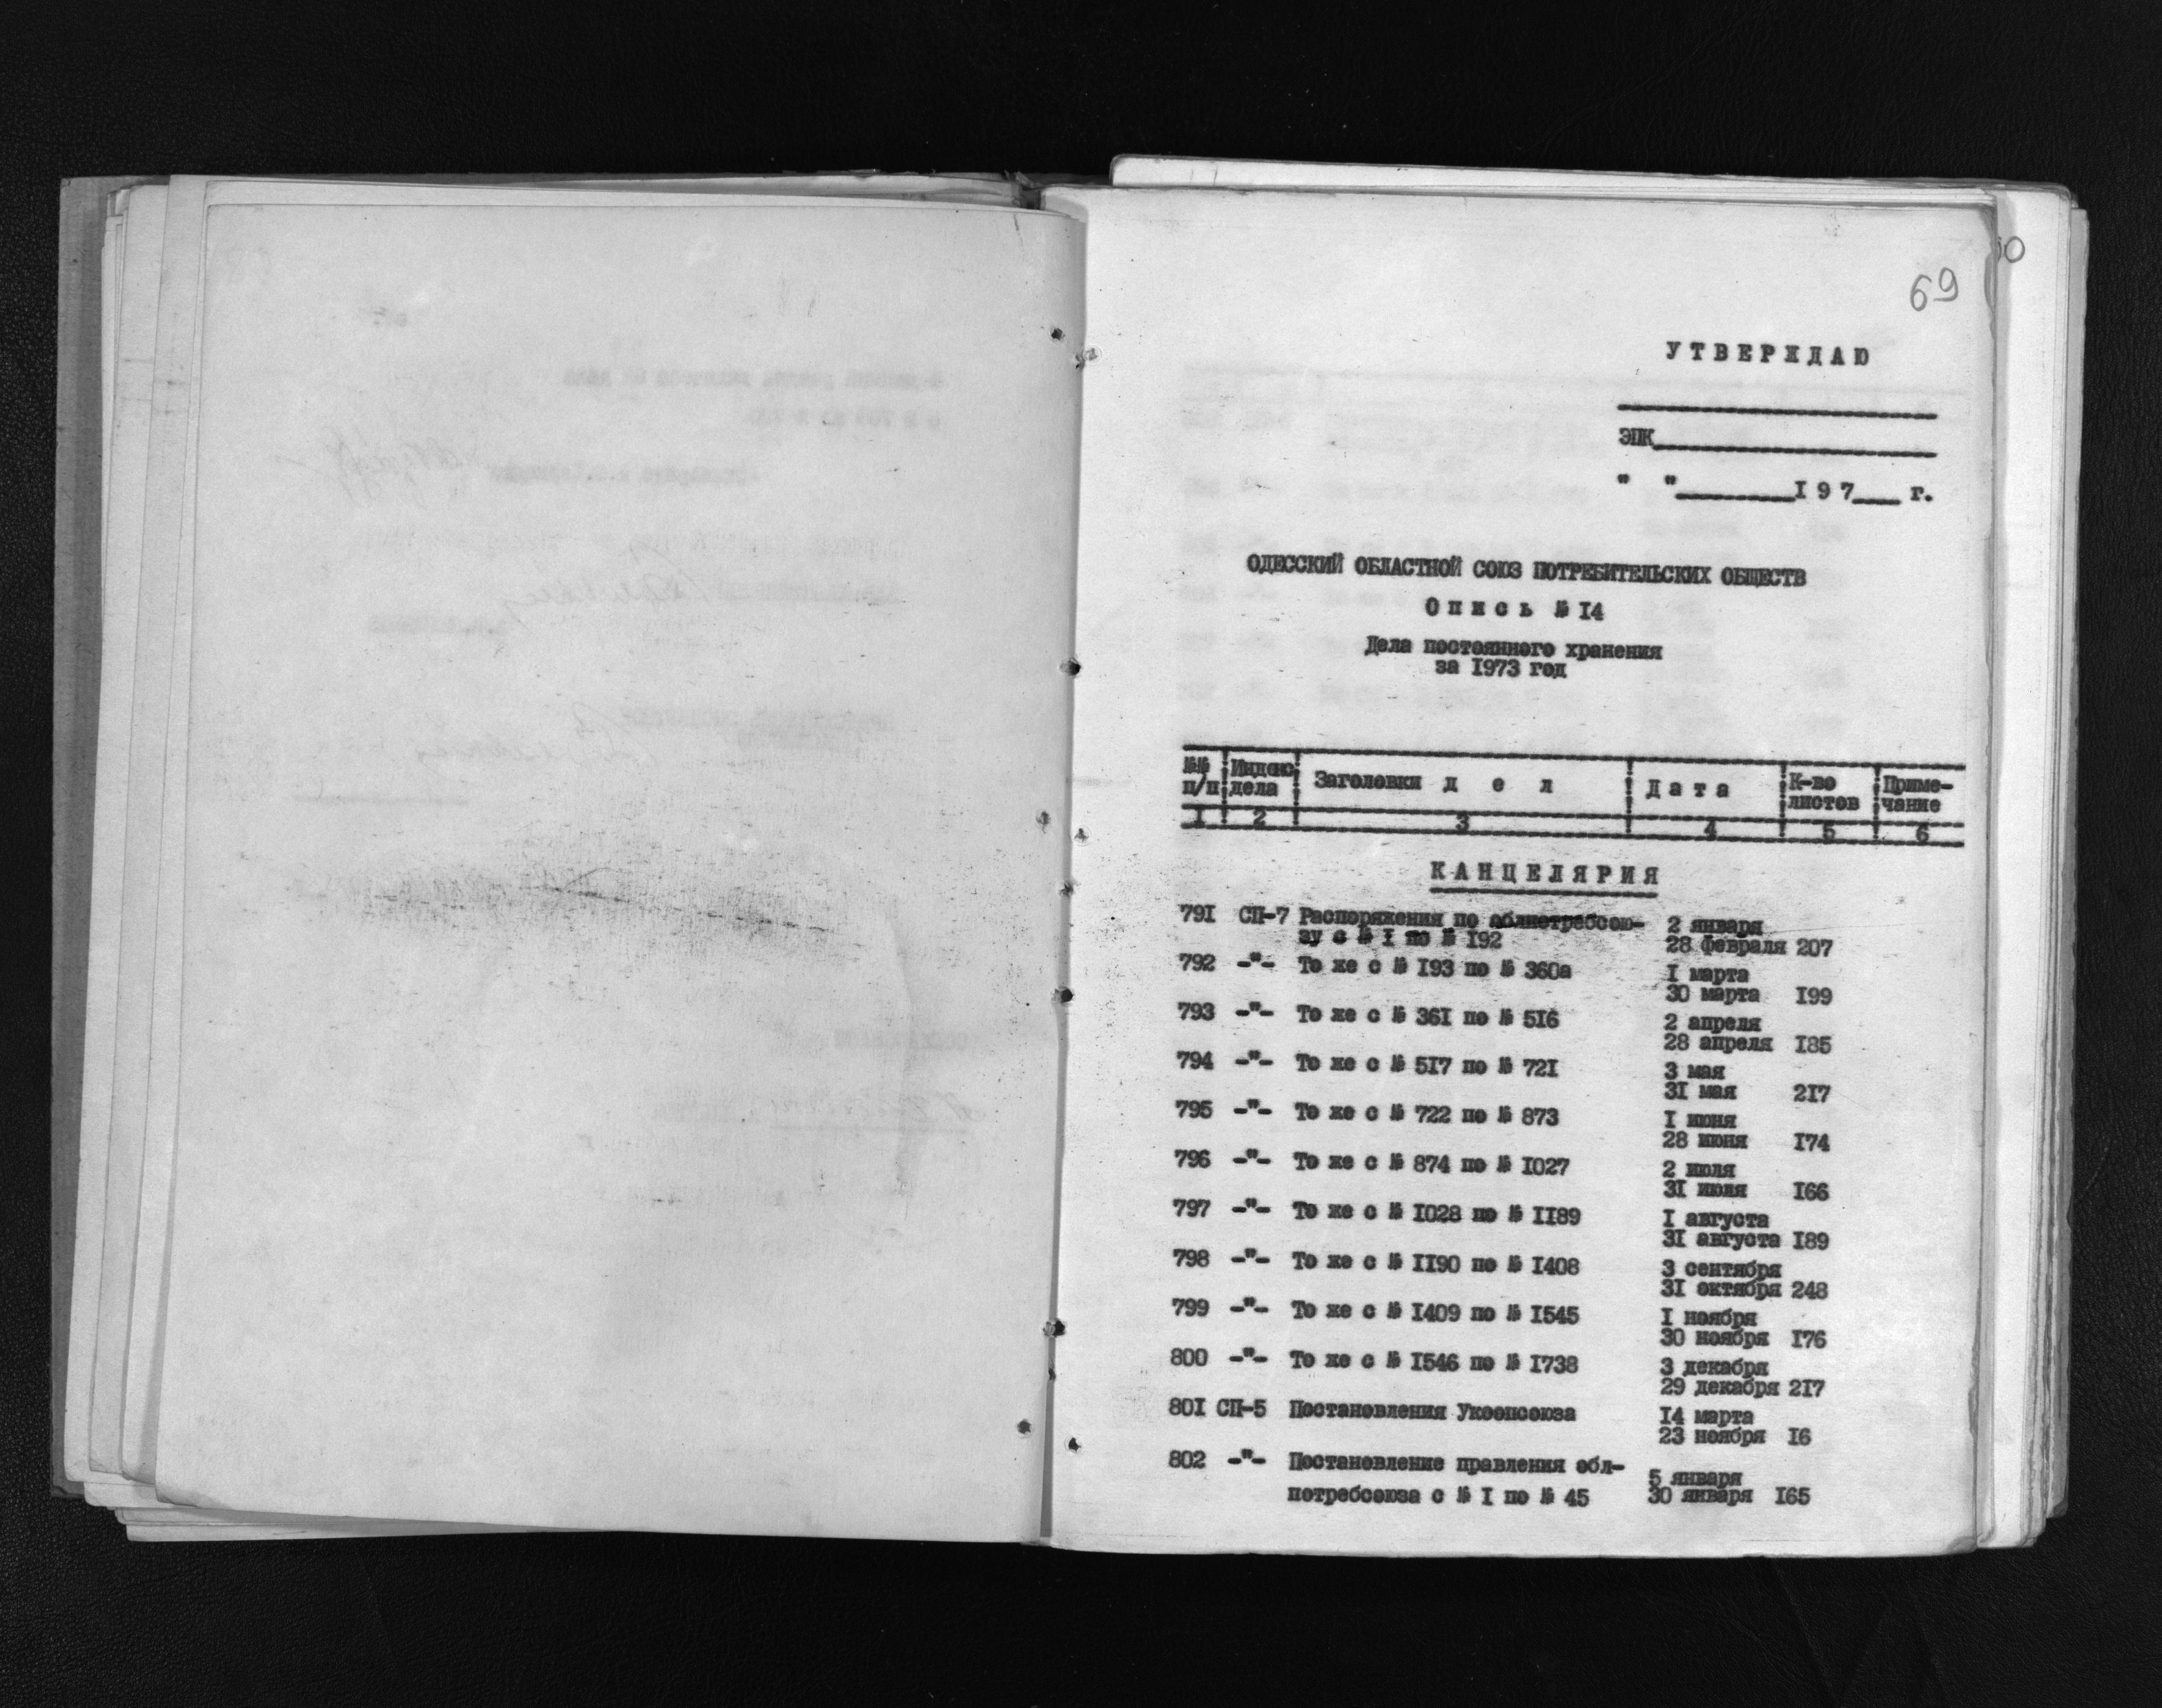 69
УТВЕРЖДАЮ
ЭПК
" " 197 г.
ОДЕССКИЙ ОБЛАСТНОЙ СОЮЗ ПОТРЕБИТЕЛЬСКИХ ОБЩЕСТВ
Опись № 14
Дела постоянного хранения
за 1973 год
№№ п/п Индекс дела Заголовки дел Дата К-во листов Приме-чание
1 2 3 4 5 6
КАНЦЕЛЯРИЯ
791 СП-7 Распоряжения по облпотребсою- 2 января
зу с № 1 по № 192 28 февраля 207
792 -"- То же с № 193 по № 360а 1 марта
30 марта 199
793 -"- То же с № 361 по № 516 2 апреля
28 апреля 185
794 -"- То же с № 517 по № 721 3 мая
31 мая 217
795 -"- То же с № 722 по № 873 1 июня
28 июня 174
796 -"- То же с № 874 по № 1027 2 июля
31 июля 166
797 -"- То же с № 1028 по № 1189 1 августа
31 августа 189
798 -"- То же с № 1190 по № 1408 3 сентября
31 октября 248
799 -"- То же с № 1409 по № 1545 1 ноября
30 ноября 176
800 -"- То же с № 1546 по № 1738 3 декабря
29 декабря 217
801 СП-5 Постановления Укоопсоюза 14 марта
23 ноября 16
802 -"- Постановление правления обл- 5 января
потребсоюза с № 1 по № 45 30 января 165